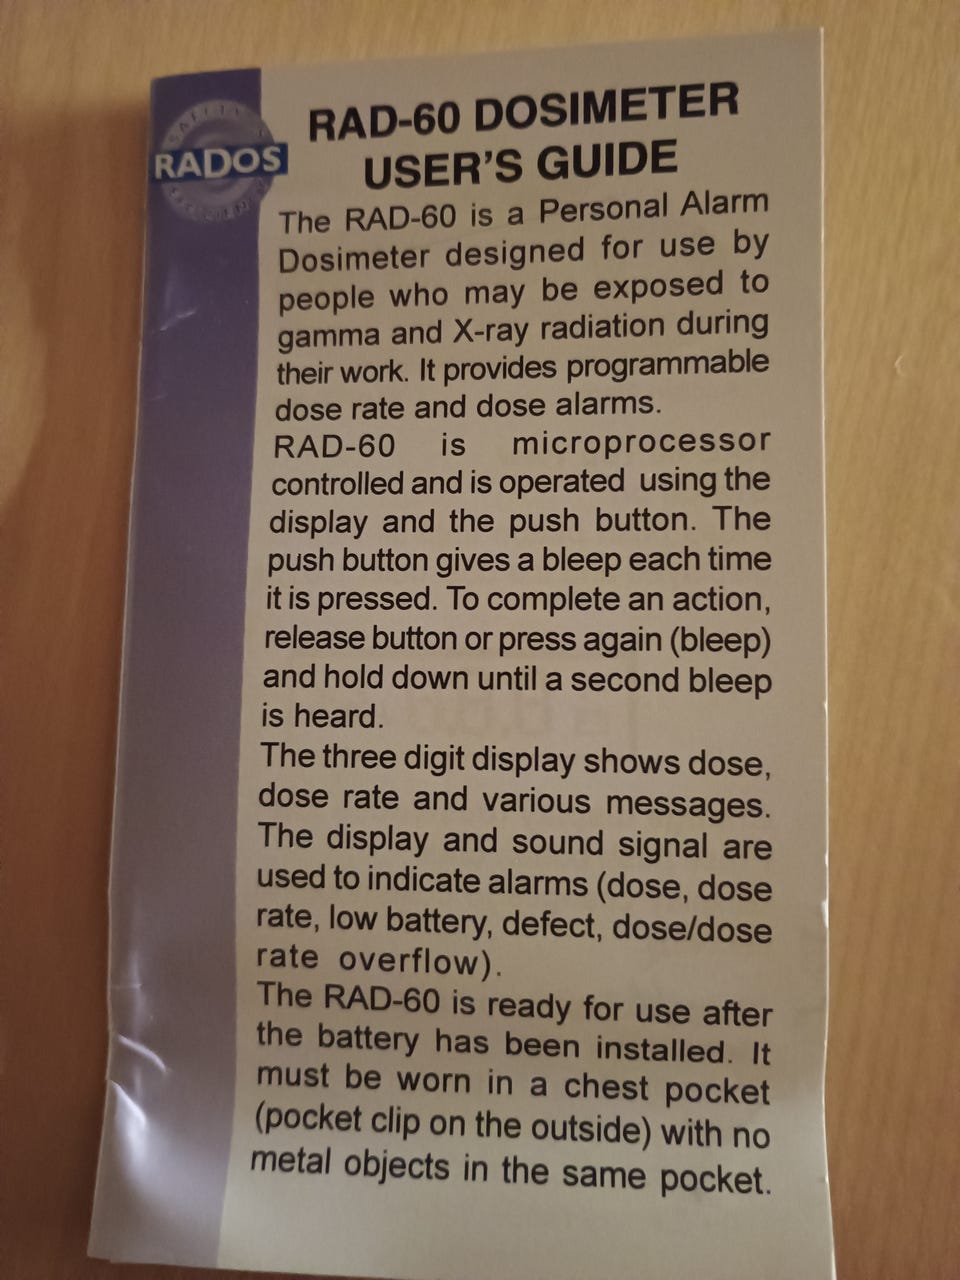 RADOS
RAD-60 DOSIMETER
USER'S GUIDE
The RAD-60 is a Personal Alarm
Dosimeter designed for use by
people who may be exposed to
gamma and X-ray radiation during
their work. It provides programmable
dose rate and dose alarms.
RAD-60 is microprocessor
controlled and is operated using the
display and the push button. The
push button gives a bleep each time
it is pressed. To complete an action,
release button or press again (bleep)
and hold down until a second bleep
is heard.
The three digit display shows dose,
dose rate and various messages.
The display and sound signal are
used to indicate alarms (dose, dose
rate, low battery, defect, dose/dose
rate overflow).
The RAD-60 is ready for use after
the battery has been installed. It
must be worn in a chest pocket
(pocket clip on the outside) with no
metal objects in the same pocket.